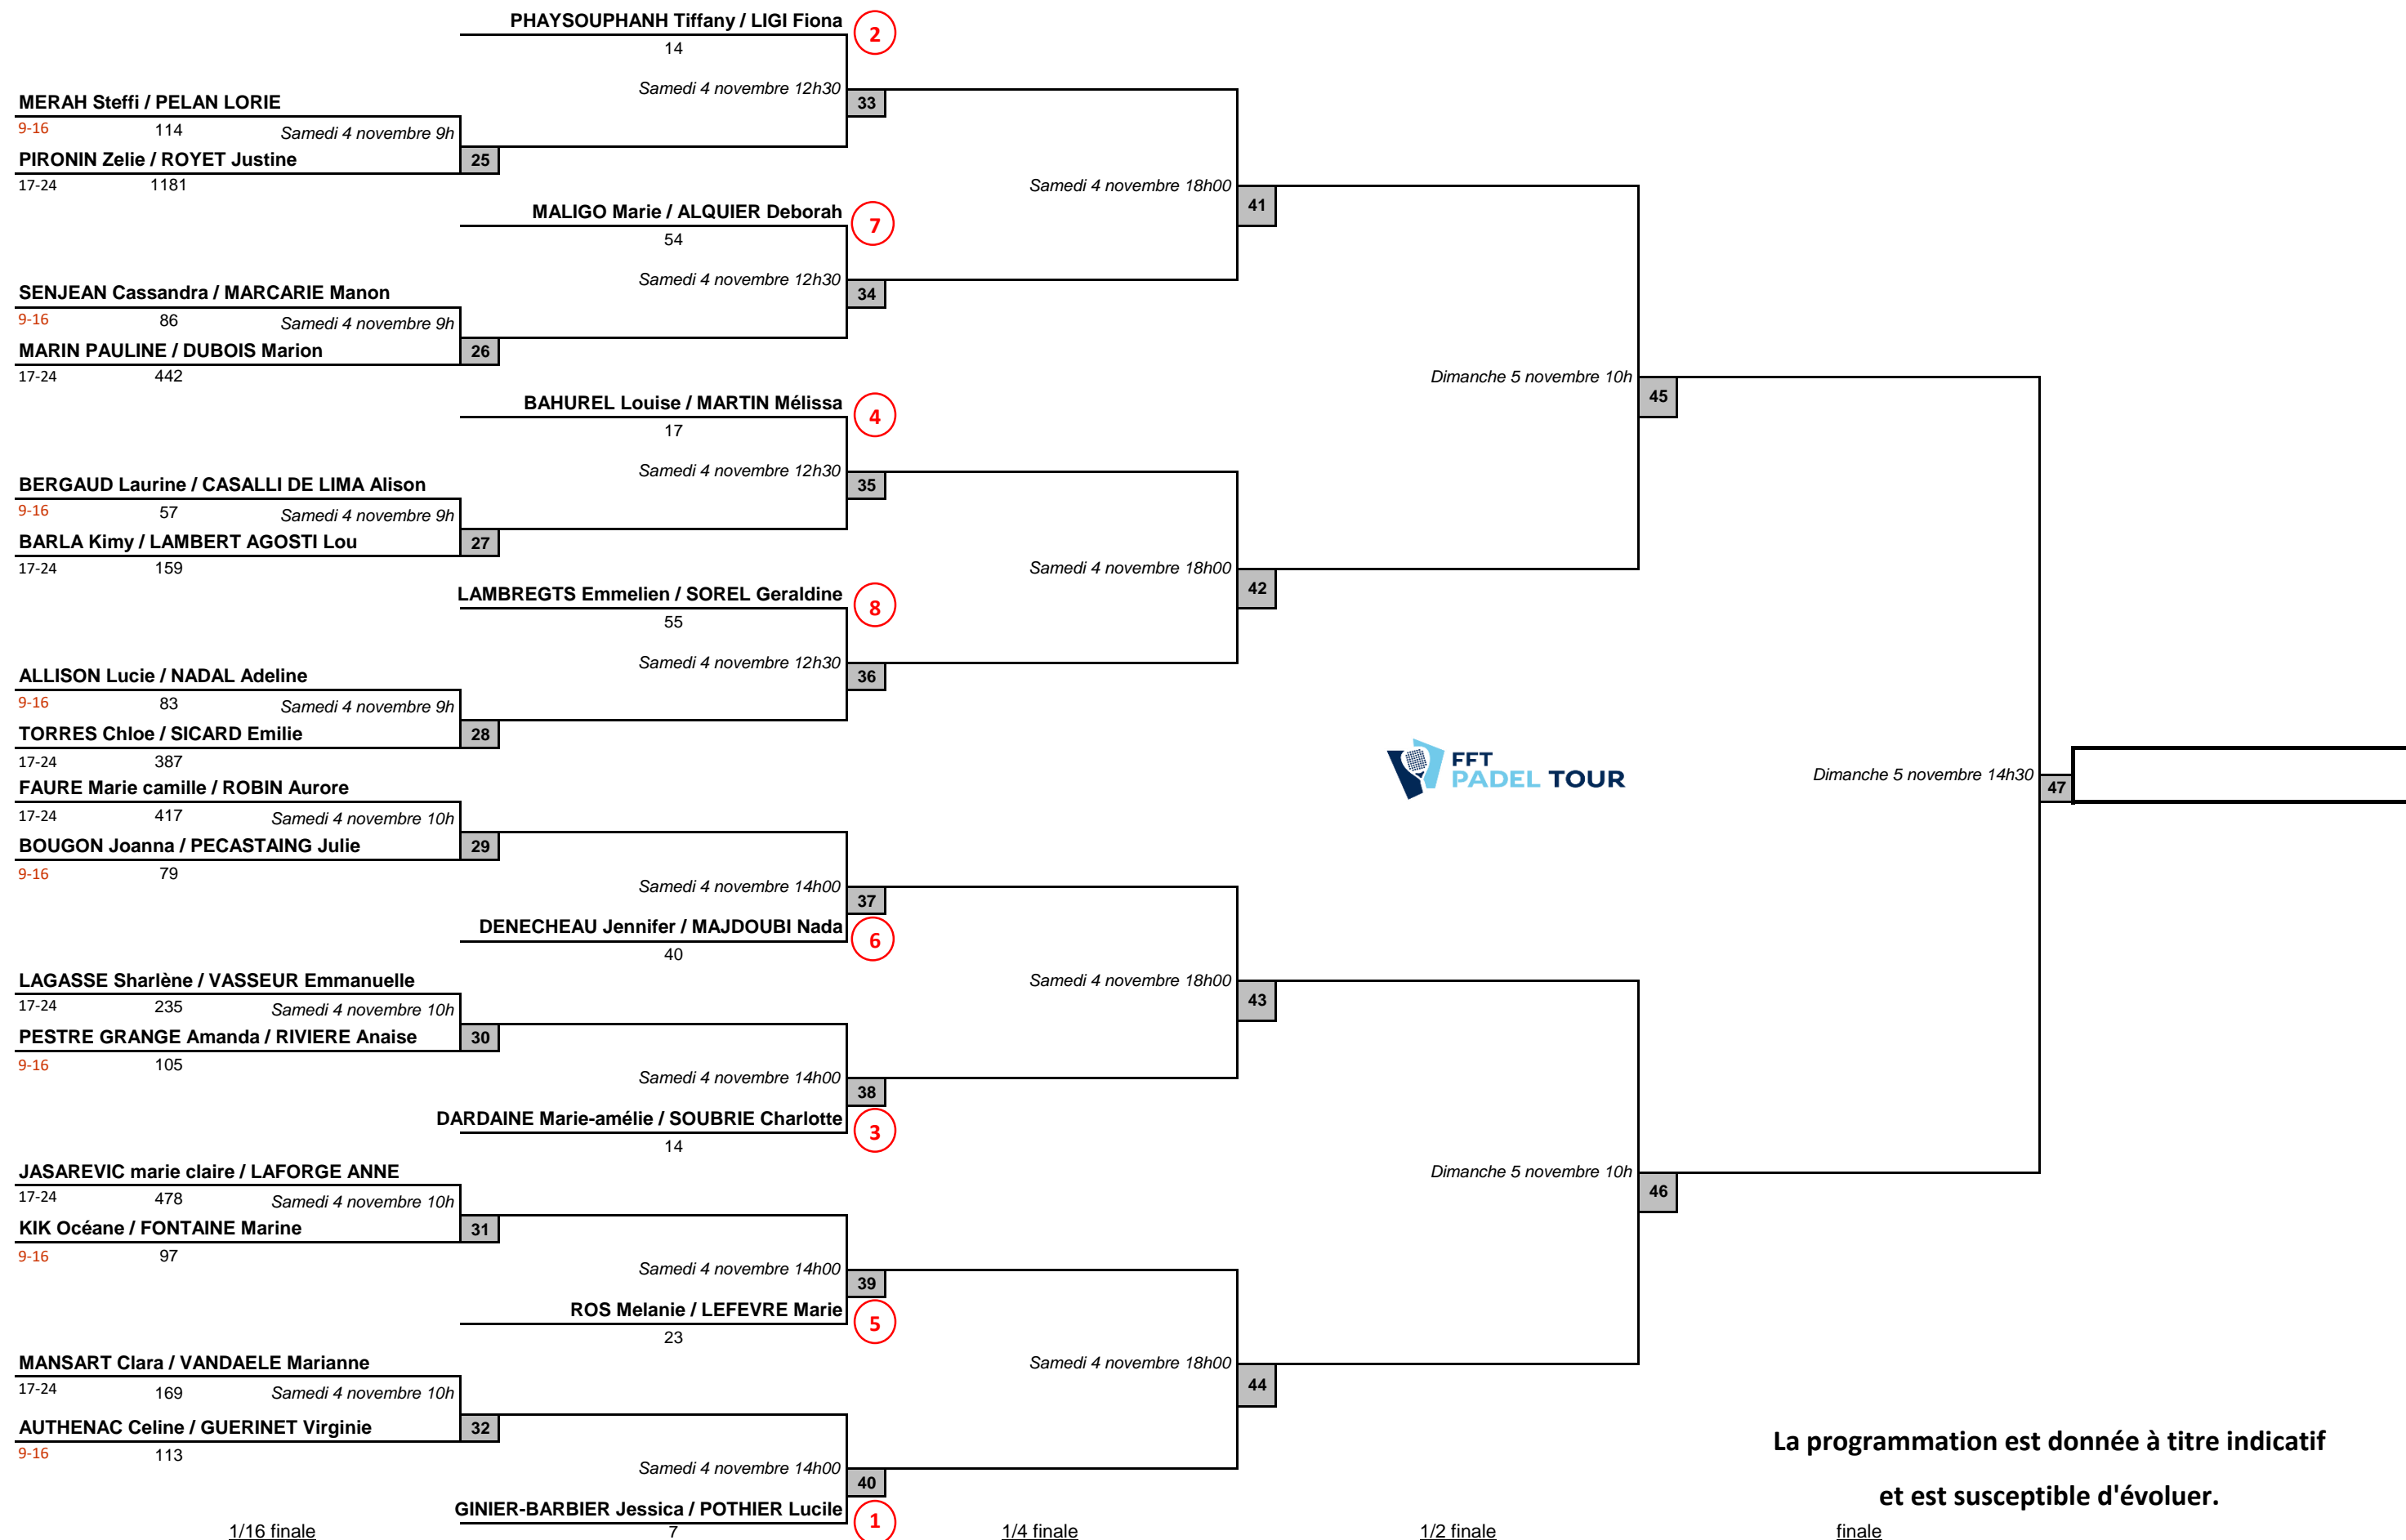 PHAYSOUPHANH Tiffany / LIGI Fiona
2
14
Samedi 4 novembre 12h30
33
MERAH Steffi / PELAN LORIE
9-16 114 Samedi 4 novembre 9h
PIRONIN Zelie / ROYET Justine
25
17-24 1181
Samedi 4 novembre 18h00
41
MALIGO Marie / ALQUIER Deborah
7
54
Samedi 4 novembre 12h30
34
SENJEAN Cassandra / MARCARIE Manon
9-16 86 Samedi 4 novembre 9h
MARIN PAULINE / DUBOIS Marion
26
17-24 442
Dimanche 5 novembre 10h
45
BAHUREL Louise / MARTIN Mélissa
4
17
Samedi 4 novembre 12h30
35
BERGAUD Laurine / CASALLI DE LIMA Alison
9-16 57 Samedi 4 novembre 9h
BARLA Kimy / LAMBERT AGOSTI Lou
27
17-24 159
Samedi 4 novembre 18h00
42
LAMBREGTS Emmelien / SOREL Geraldine
8
55
Samedi 4 novembre 12h30
36
ALLISON Lucie / NADAL Adeline
9-16 83 Samedi 4 novembre 9h
TORRES Chloe / SICARD Emilie
28
17-24 387
FFT
PADEL TOUR
Dimanche 5 novembre 14h30
47
FAURE Marie camille / ROBIN Aurore
17-24 417 Samedi 4 novembre 10h
BOUGON Joanna / PECASTAING Julie
29
9-16 79
Samedi 4 novembre 14h00
37
DENECHEAU Jennifer / MAJDOUBI Nada
6
40
LAGASSE Sharlène / VASSEUR Emmanuelle
Samedi 4 novembre 18h00
43
17-24 235 Samedi 4 novembre 10h
PESTRE GRANGE Amanda / RIVIERE Anaise
30
9-16 105
Samedi 4 novembre 14h00
38
DARDAINE Marie-amélie / SOUBRIE Charlotte
3
14
JASAREVIC marie claire / LAFORGE ANNE
Dimanche 5 novembre 10h
46
17-24 478 Samedi 4 novembre 10h
KIK Océane / FONTAINE Marine
31
9-16 97
Samedi 4 novembre 14h00
39
ROS Melanie / LEFEVRE Marie
5
23
MANSART Clara / VANDAELE Marianne
Samedi 4 novembre 18h00
44
17-24 169 Samedi 4 novembre 10h
AUTHENAC Celine / GUERINET Virginie
32
9-16 113
Samedi 4 novembre 14h00
40
GINIER-BARBIER Jessica / POTHIER Lucile
1
7
La programmation est donnée à titre indicatif
et est susceptible d'évoluer.
1/16 finale
1/4 finale
1/2 finale
finale